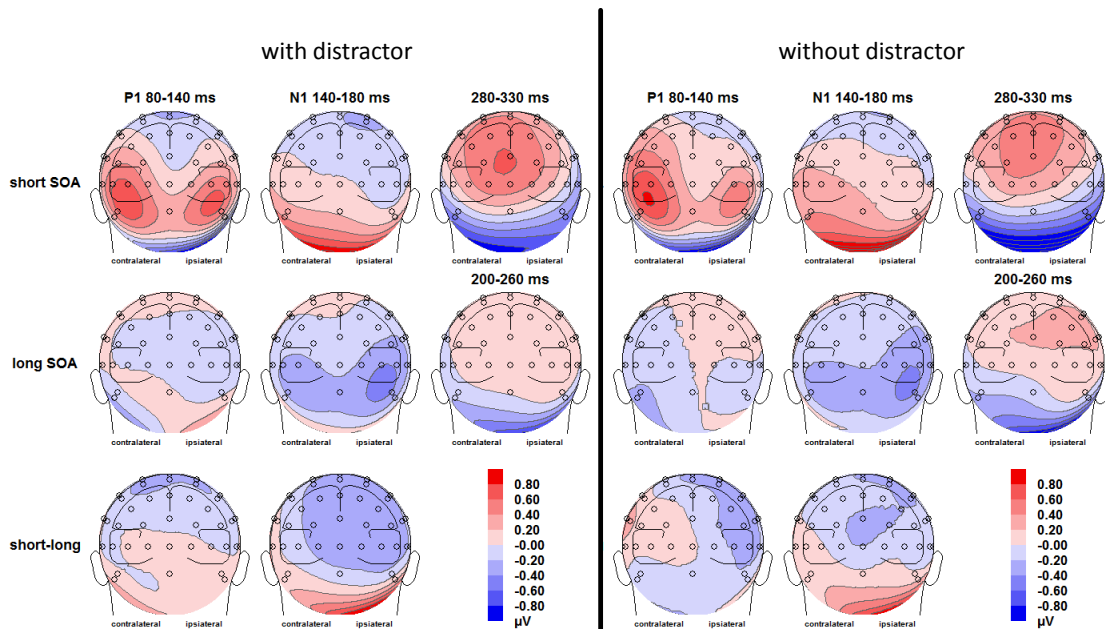 with distractor
without distractor
P1 80-140 ms
N1 140-180 ms
280-330 ms
P1 80-140 ms
N1 140-180 ms
280-330 ms
short SOA
contralateral ipsiateral
contralateral ipsiateral
contralateral ipsiateral
contralateral ipsiateral
contralateral ipsiateral
contralateral ipsiateral
200-260 ms
200-260 ms
long SOA
contralateral ipsiateral
contralateral ipsiateral
contralateral ipsiateral
contralateral ipsiateral
contralateral ipsiateral
contralateral ipsiateral
short-long
0.80
0.60
0.40
0.20
-0.00
-0.20
-0.40
-0.60
-0.80
µV
0.80
0.60
0.40
0.20
-0.00
-0.20
-0.40
-0.60
-0.80
µV
contralateral ipsiateral
contralateral ipsiateral
contralateral ipsiateral
contralateral ipsiateral